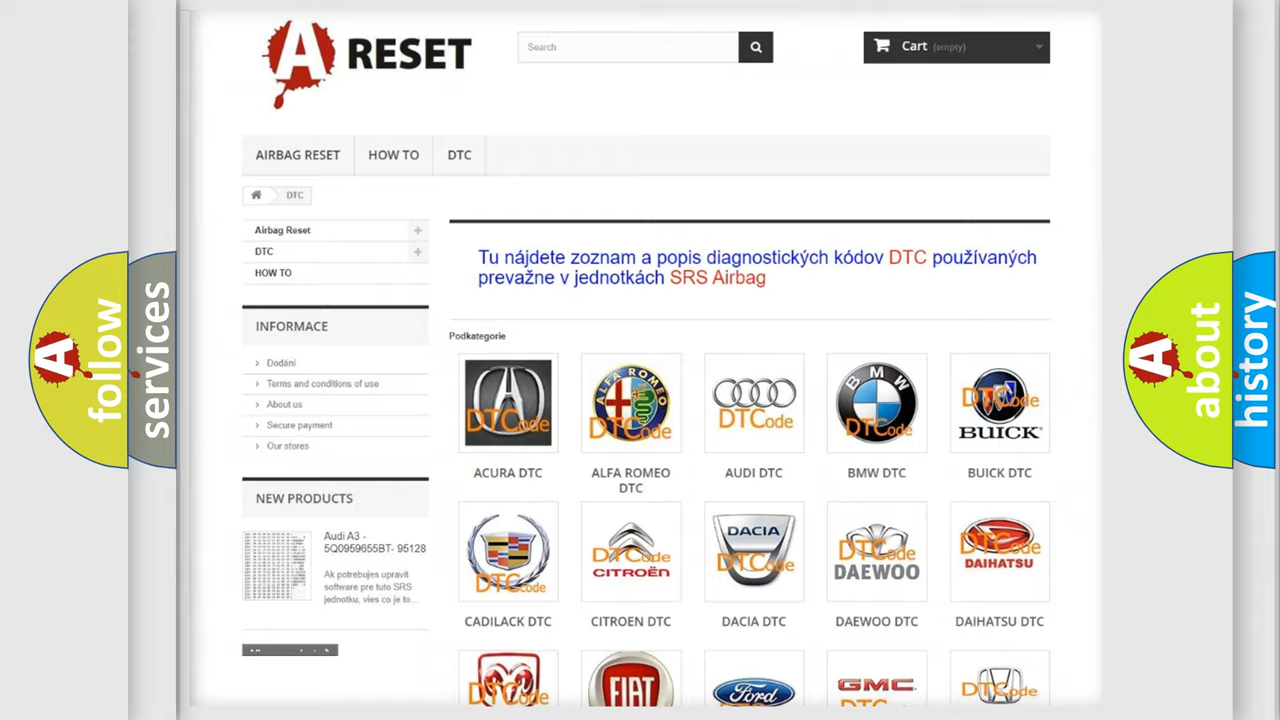 A RESET
Search
Cart (empty)
AIRBAG RESET
HOW TO
DTC
DTC
Airbag Reset
DTC
HOW TO
INFORMACE
Dodání
Terms and conditions of use
About us
Secure payment
Our stores
NEW PRODUCTS
Audi A3 -
5Q0959655BT- 95128
Ak potrebujes upravit
software pre tuto SRS
jednotku, vies co je to...
Tu nájdete zoznam a popis diagnostických kódov DTC používaných
prevažne v jednotkách SRS Airbag
Podkategorie
DTCode
ALFA ROMEO
DTCode
DTCode
BMW
DTCode
DTCode
BUICK
ACURA DTC
ALFA ROMEO
DTC
AUDI DTC
BMW DTC
BUICK DTC
DTCode
DTCode
CITROËN
DACIA
DTCode
DTCode
DAEWOO
DTCode
DAIHATSU
CADILACK DTC
CITROEN DTC
DACIA DTC
DAEWOO DTC
DAIHATSU DTC
DTCode
FIAT
Ford
GMC
DTCode
A follow
services
A about
history